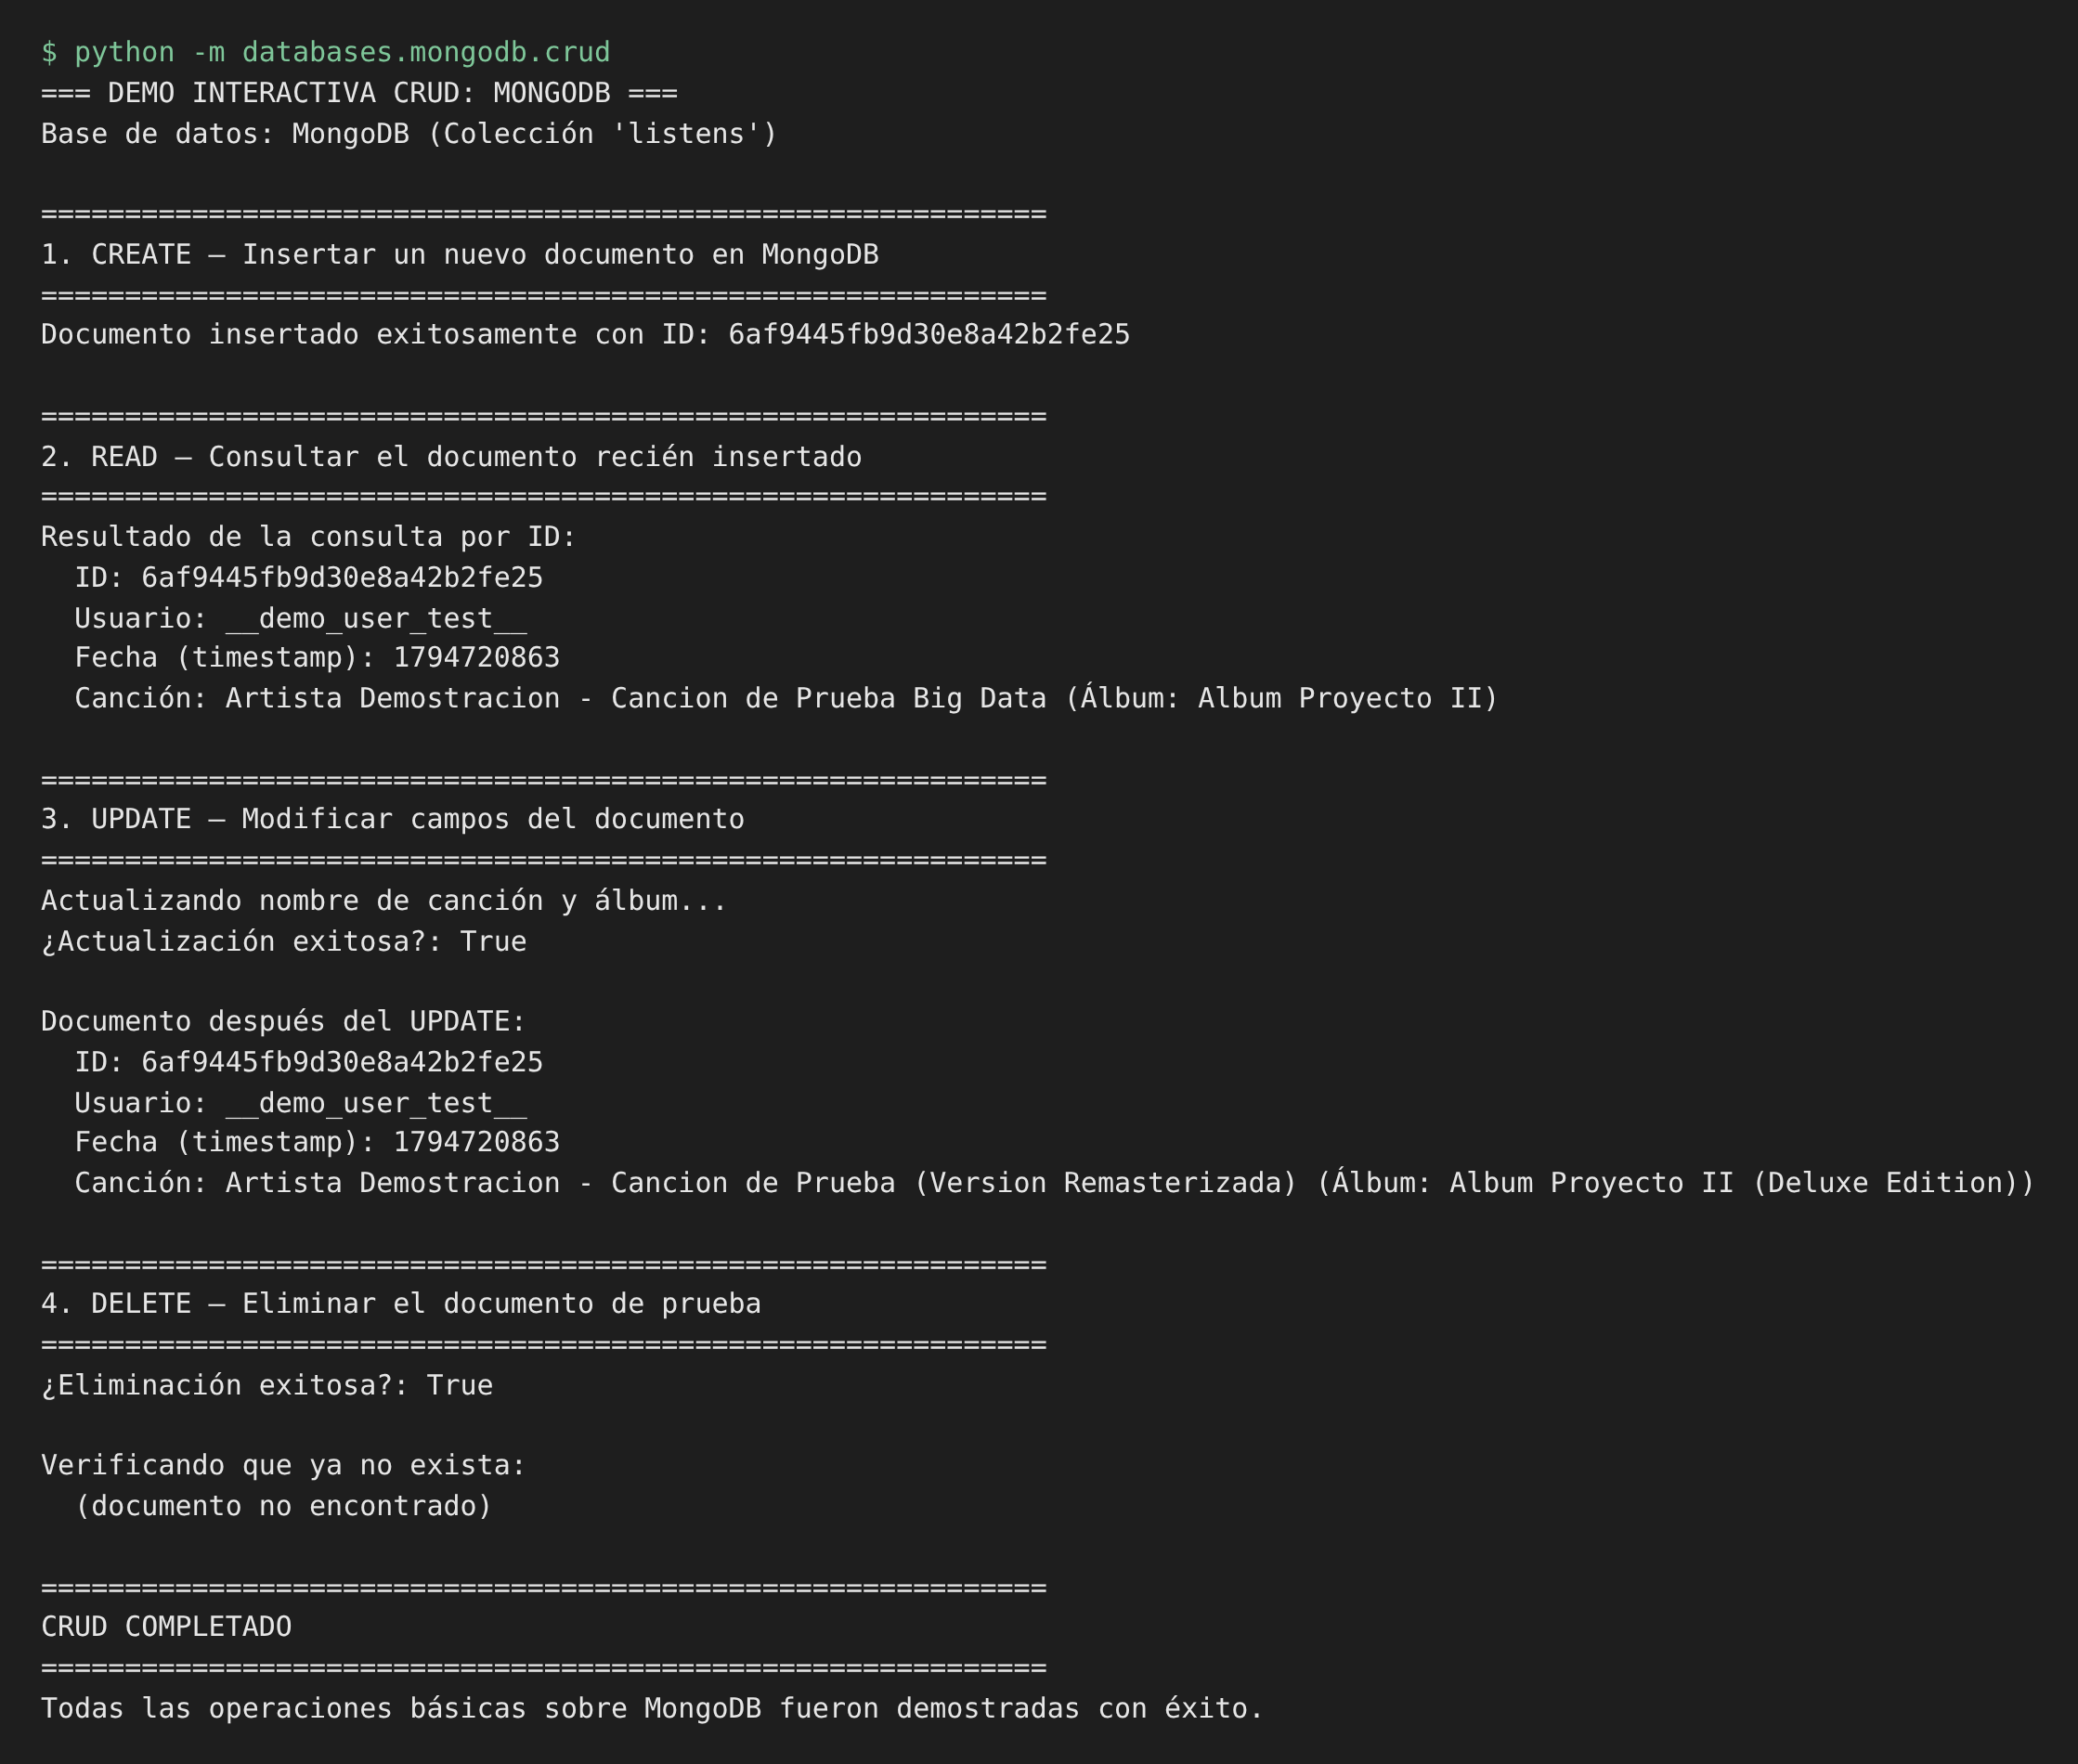 $ python -m databases.mongodb.crud
=== DEMO INTERACTIVA CRUD: MONGODB ===
Base de datos: MongoDB (Colección 'listens')
============================================================
1. CREATE — Insertar un nuevo documento en MongoDB
============================================================
Documento insertado exitosamente con ID: 6af9445fb9d30e8a42b2fe25
============================================================
2. READ — Consultar el documento recién insertado
============================================================
Resultado de la consulta por ID:
  ID: 6af9445fb9d30e8a42b2fe25
  Usuario: __demo_user_test__
  Fecha (timestamp): 1794720863
  Canción: Artista Demostracion - Cancion de Prueba Big Data (Álbum: Album Proyecto II)
============================================================
3. UPDATE — Modificar campos del documento
============================================================
Actualizando nombre de canción y álbum...
¿Actualización exitosa?: True
Documento después del UPDATE:
  ID: 6af9445fb9d30e8a42b2fe25
  Usuario: __demo_user_test__
  Fecha (timestamp): 1794720863
  Canción: Artista Demostracion - Cancion de Prueba (Version Remasterizada) (Álbum: Album Proyecto II (Deluxe Edition))
============================================================
4. DELETE — Eliminar el documento de prueba
============================================================
¿Eliminación exitosa?: True
Verificando que ya no exista:
  (documento no encontrado)
============================================================
CRUD COMPLETADO
============================================================
Todas las operaciones básicas sobre MongoDB fueron demostradas con éxito.